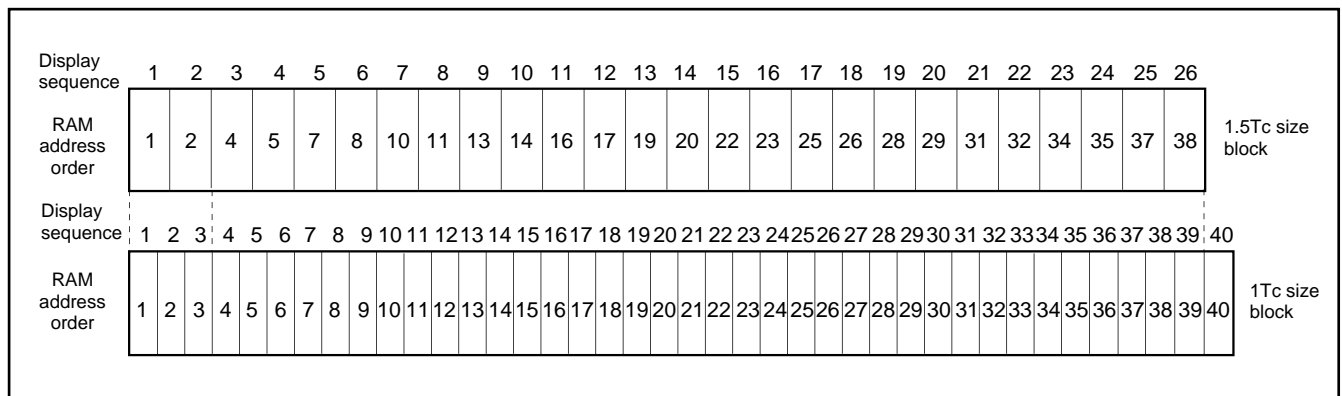 Display
sequence
1 2 3 4 5 6 7 8 9 10 11 12 13 14 15 16 17 18 19 20 21 22 23 24 25 26
RAM
address
order
1 2 4 5 7 8 10 11 13 14 16 17 19 20 22 23 25 26 28 29 31 32 34 35 37 38
1.5Tc size
block
Display
sequence
1 2 3 4 5 6 7 8 9 10 11 12 13 14 15 16 17 18 19 20 21 22 23 24 25 26 27 28 29 30 31 32 33 34 35 36 37 38 39 40
RAM
address
order
1 2 3 4 5 6 7 8 9 10 11 12 13 14 15 16 17 18 19 20 21 22 23 24 25 26 27 28 29 30 31 32 33 34 35 36 37 38 39 40
1Tc size
block